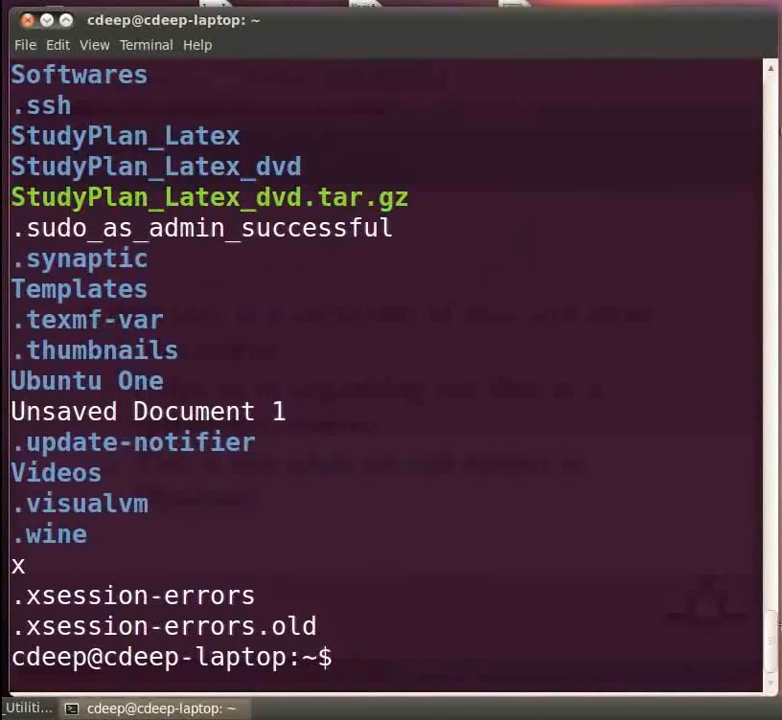 cdeep@cdeep-laptop: ~
File Edit View Terminal Help
Softwares
.ssh
StudyPlan_Latex
StudyPlan_Latex_dvd
StudyPlan_Latex_dvd.tar.gz
.sudo_as_admin_successful
.synaptic
Templates
.texmf-var
.thumbnails
Ubuntu One
Unsaved Document 1
.update-notifier
Videos
.visualvm
.wine
x
.xsession-errors
.xsession-errors.old
cdeep@cdeep-laptop:~$
Utiliti... cdeep@cdeep-laptop: ~